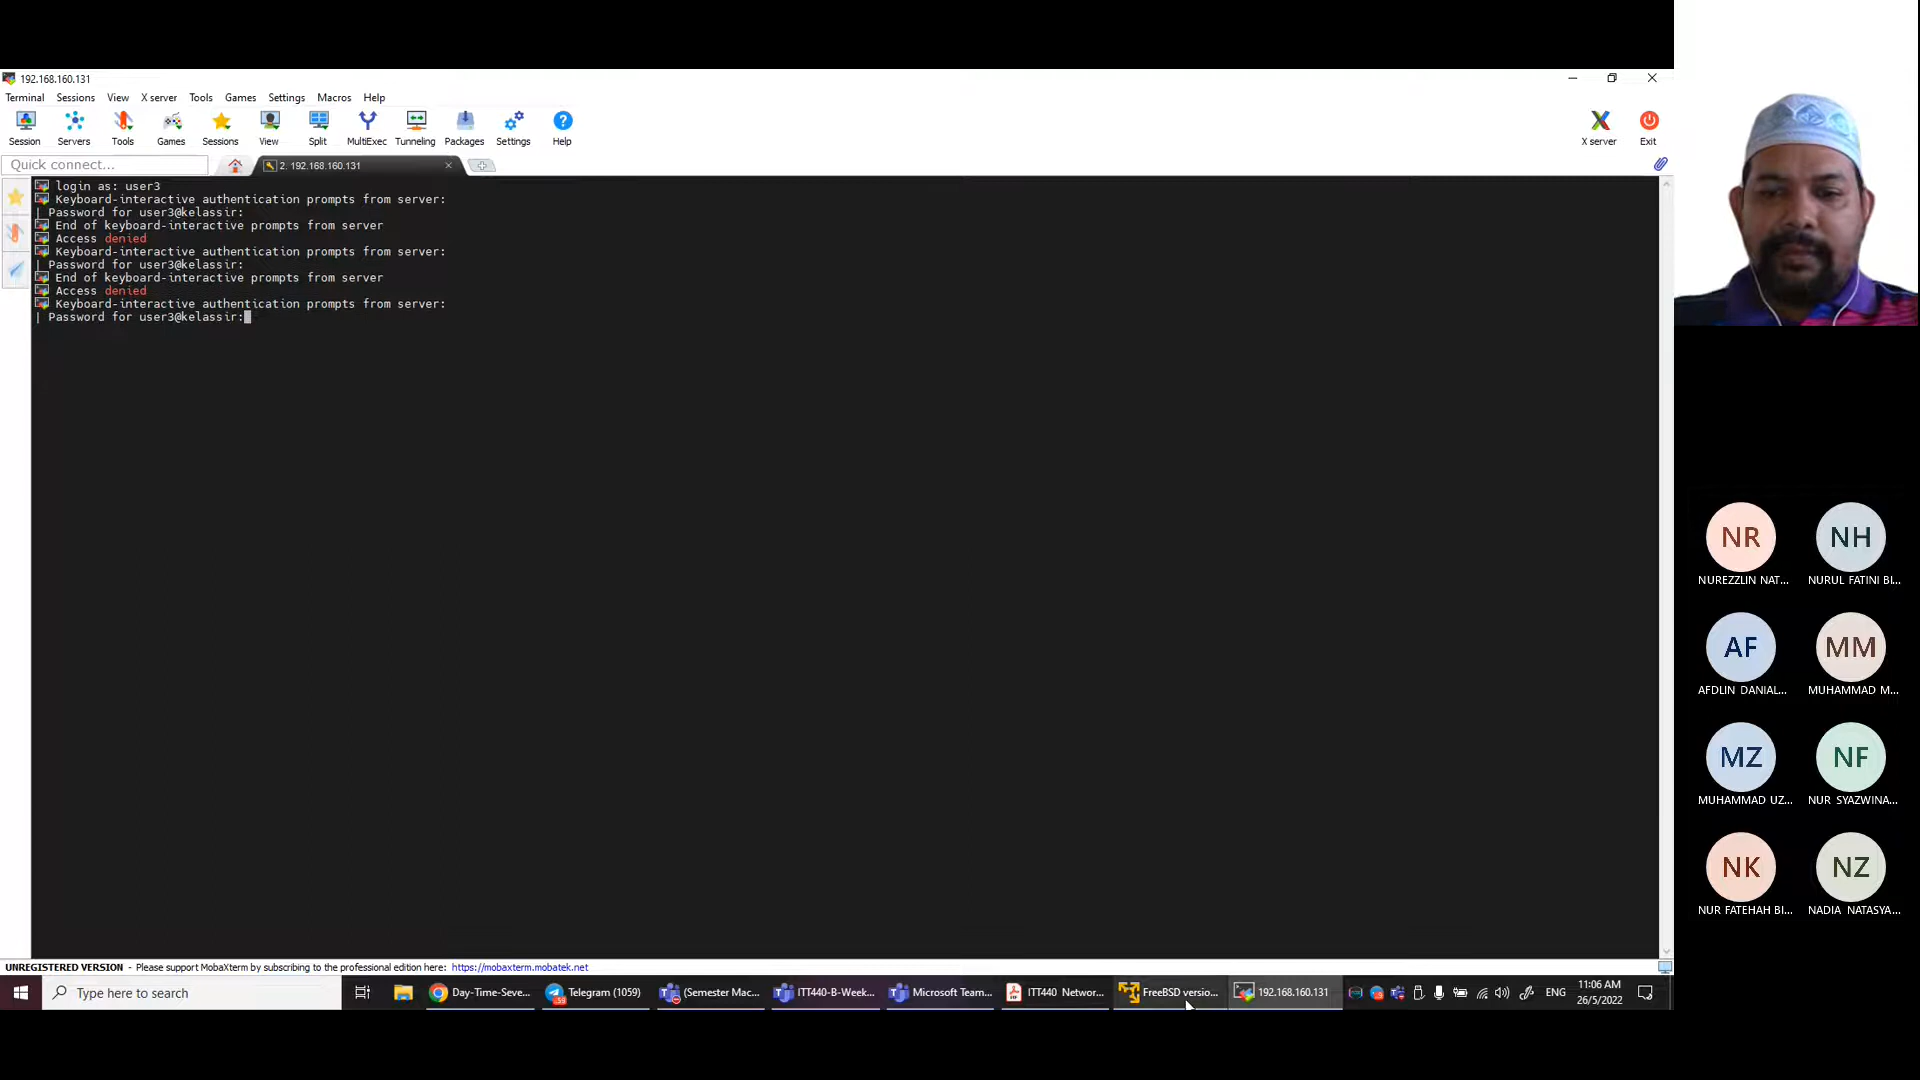 192.168.160.131
Terminal Sessions View X server Tools Games Settings Macros Help
Session Servers Tools Games Sessions View Split MultiExec Tunneling Packages Settings Help X server Exit
Quick connect...
2. 192.168.160.131
login as: user3
Keyboard-interactive authentication prompts from server:
| Password for user3@kelassir:
End of keyboard-interactive prompts from server
Access denied
Keyboard-interactive authentication prompts from server:
| Password for user3@kelassir:
End of keyboard-interactive prompts from server
Access denied
Keyboard-interactive authentication prompts from server:
| Password for user3@kelassir:
NR NH
NUREZZLIN NAT... NURUL FATINI BI...
AF MM
AFDLIN DANIAL... MUHAMMAD M...
MZ NF
MUHAMMAD UZ... NUR SYAZWINA...
NK NZ
NUR FATEHAH BI... NADIA NATASYA...
UNREGISTERED VERSION - Please support MobaXterm by subscribing to the professional edition here: https://mobaxterm.mobatek.net
Type here to search
Day-Time-Seve...
Telegram (1059)
(Semester Mac...
ITT440-B-Week...
Microsoft Team...
ITT440 Networ...
FreeBSD versio...
192.168.160.131
ENG
11:06 AM
26/5/2022